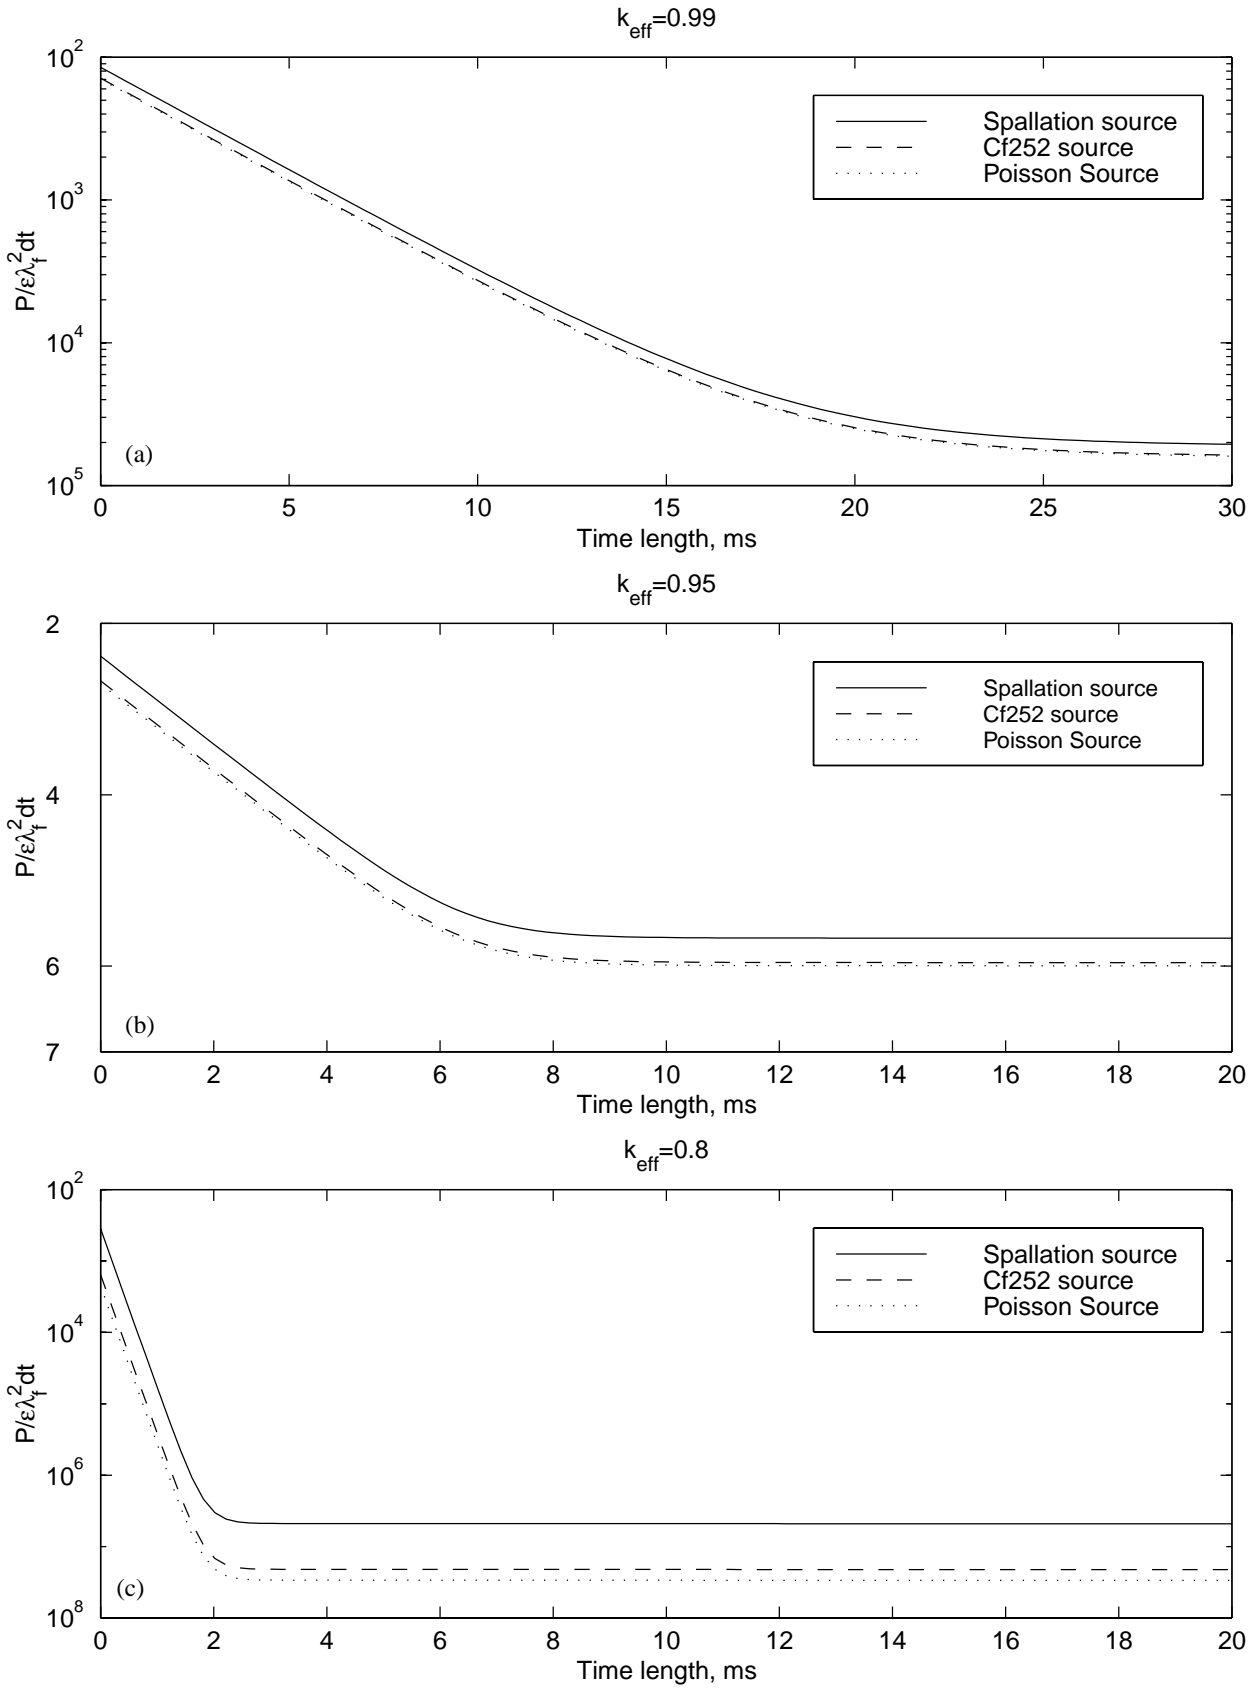 k_eff=0.99
10^2
10^3
10^4
10^5
P/ελ_f^2dt
Spallation source
Cf252 source
Poisson Source
(a)
0 5 10 15 20 25 30
Time length, ms
k_eff=0.95
2
4
6
7
P/ελ_f^2dt
Spallation source
Cf252 source
Poisson Source
(b)
0 2 4 6 8 10 12 14 16 18 20
Time length, ms
k_eff=0.8
10^2
10^4
10^6
10^8
P/ελ_f^2dt
Spallation source
Cf252 source
Poisson Source
(c)
0 2 4 6 8 10 12 14 16 18 20
Time length, ms